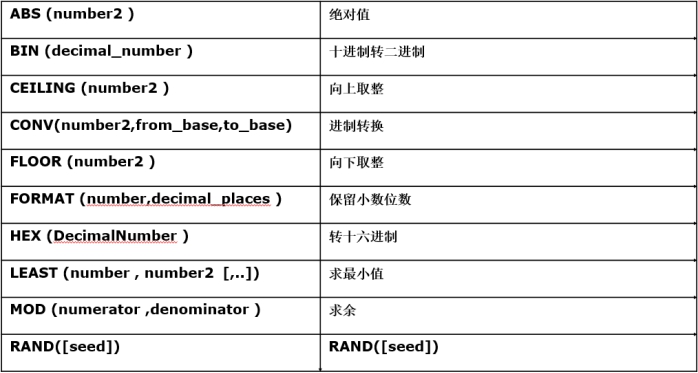 ABS (number2 ) 绝对值
BIN (decimal_number ) 十进制转二进制
CEILING (number2 ) 向上取整
CONV(number2,from_base,to_base) 进制转换
FLOOR (number2 ) 向下取整
FORMAT (number,decimal_places ) 保留小数位数
HEX (DecimalNumber ) 转十六进制
LEAST (number , number2 [,..]) 求最小值
MOD (numerator ,denominator ) 求余
RAND([seed]) RAND([seed])